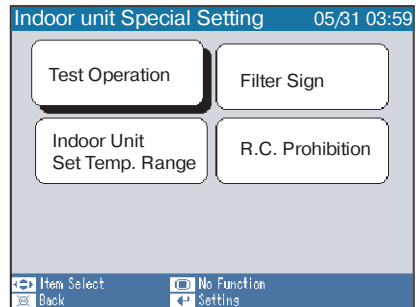 Indoor unit Special Setting 05/31 03:59
Test Operation
Filter Sign
Indoor Unit
Set Temp. Range
R.C. Prohibition
Item Select No Function
Back Setting